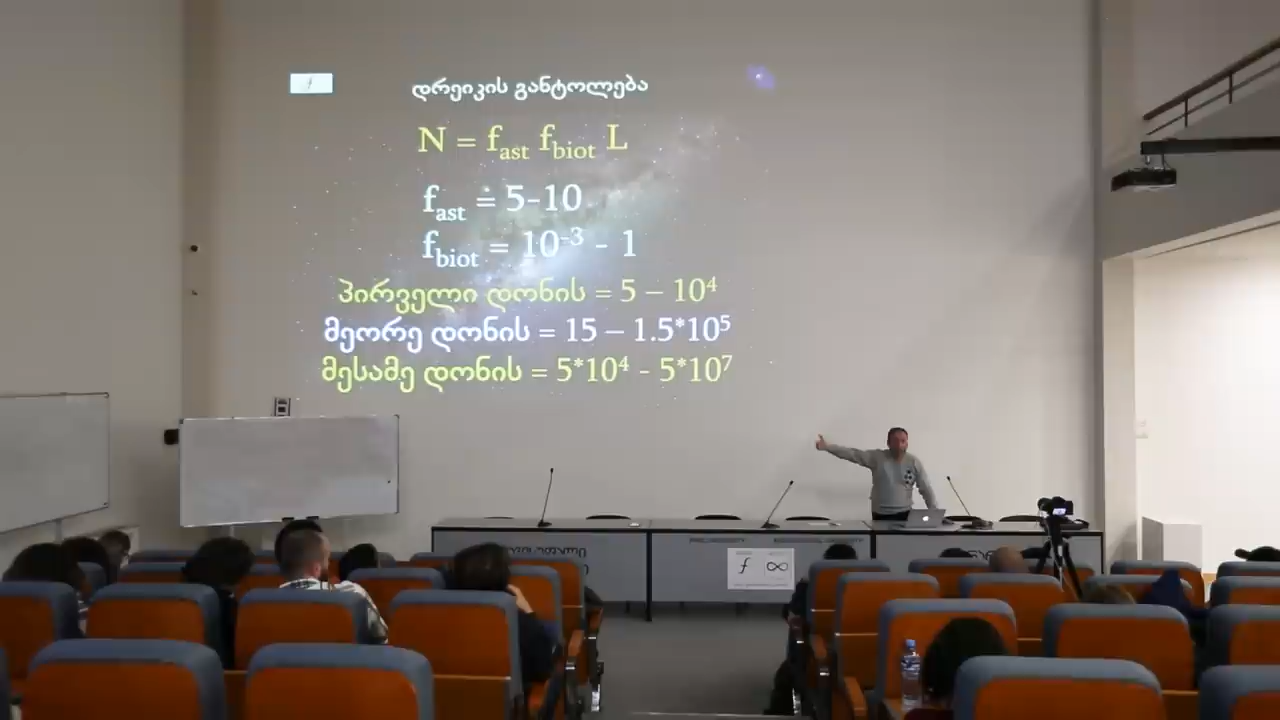 დრეიკის განტოლება
N = f_ast f_biot L
f_ast = 5-10
f_biot = 10⁻³ - 1
პირველი დონის = 5 – 10⁴
მეორე დონის = 15 – 1.5*10⁵
მესამე დონის = 5*10⁴ - 5*10⁷
f ∞